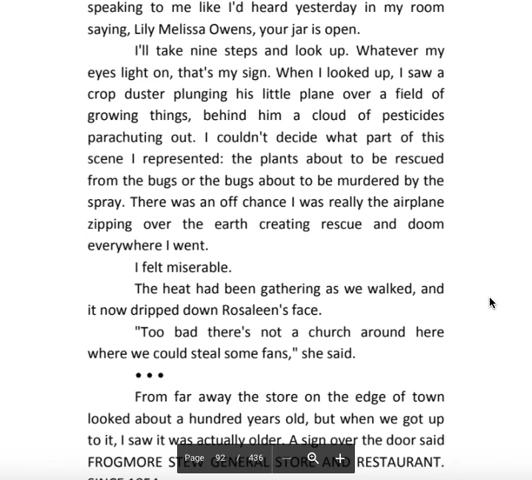 speaking to me like I'd heard yesterday in my room
saying, Lily Melissa Owens, your jar is open.
I'll take nine steps and look up. Whatever my
eyes light on, that's my sign. When I looked up, I saw a
crop duster plunging his little plane over a field of
growing things, behind him a cloud of pesticides
parachuting out. I couldn't decide what part of this
scene I represented: the plants about to be rescued
from the bugs or the bugs about to be murdered by the
spray. There was an off chance I was really the airplane
zipping over the earth creating rescue and doom
everywhere I went.
I felt miserable.
The heat had been gathering as we walked, and
it now dripped down Rosaleen's face.
"Too bad there's not a church around here
where we could steal some fans," she said.
•••
From far away the store on the edge of town
looked about a hundred years old, but when we got up
to it, I saw it was actually older. A sign over the door said
FROGMORE STEW GENERAL STORE AND RESTAURANT.
Page 92 / 436